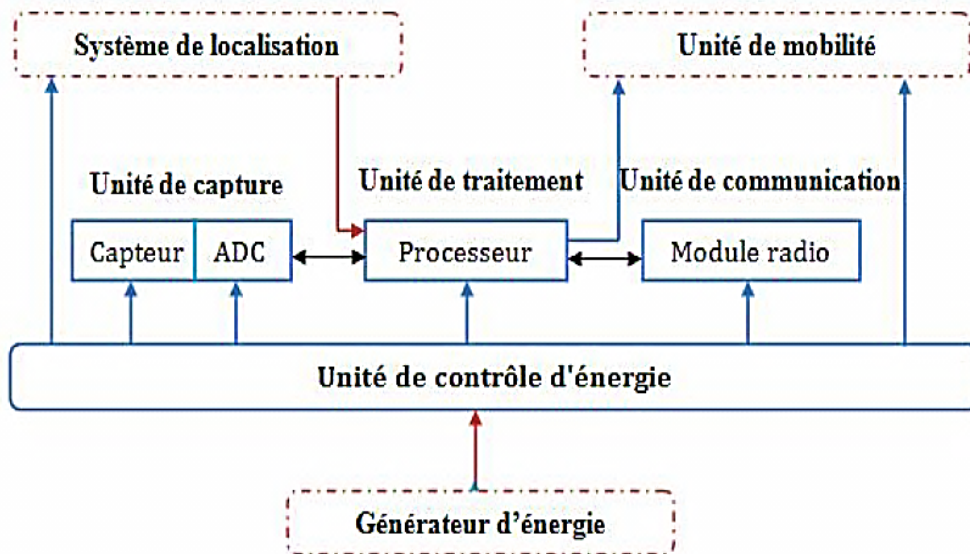 Système de localisation
Unité de mobilité
Unité de capture
Unité de traitement
Unité de communication
Capteur
ADC
Processeur
Module radio
Unité de contrôle d'énergie
Générateur d’énergie